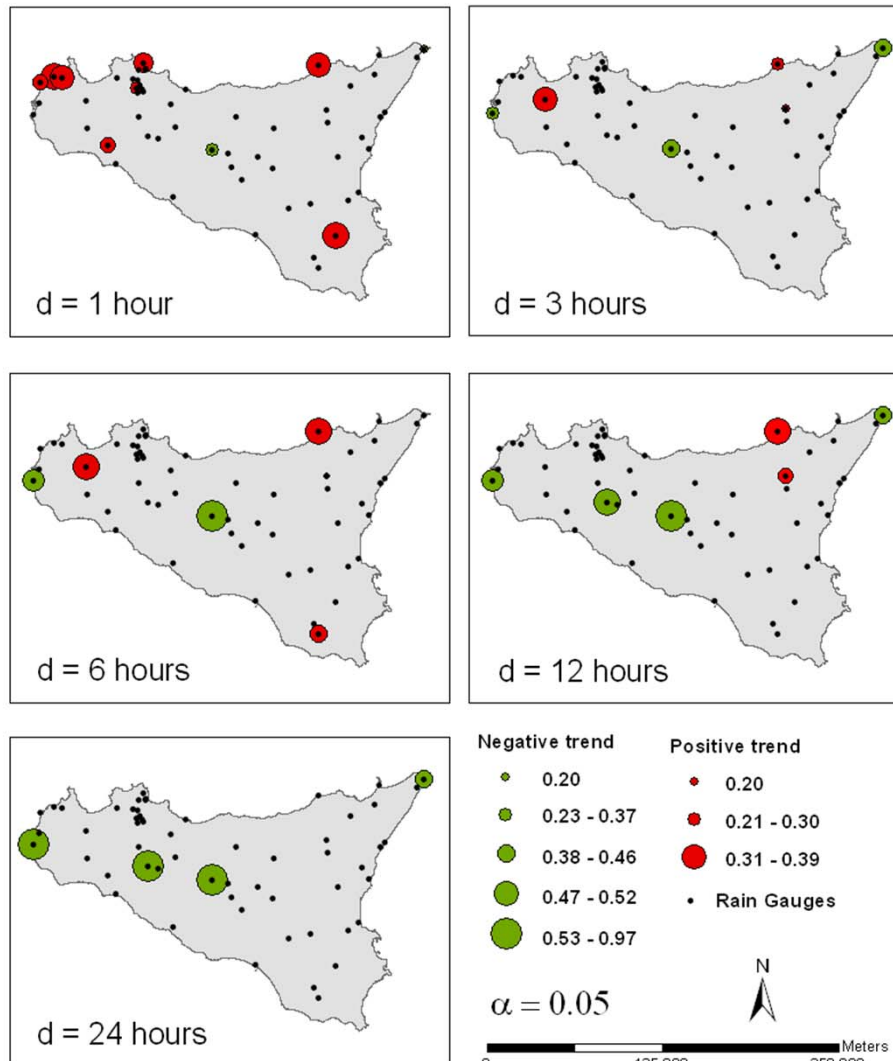 d = 1 hour
d = 3 hours
d = 6 hours
d = 12 hours
d = 24 hours
Negative trend
0.20
0.23 - 0.37
0.38 - 0.46
0.47 - 0.52
0.53 - 0.97
Positive trend
0.20
0.21 - 0.30
0.31 - 0.39
Rain Gauges
α = 0.05
N
Meters